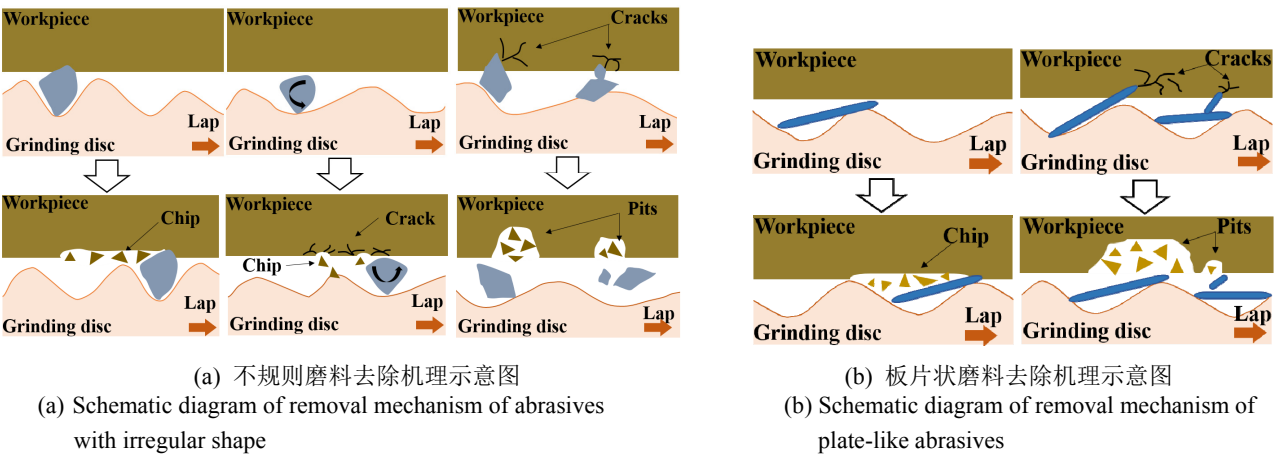 Workpiece
Grinding disc
Lap
Workpiece
Grinding disc
Lap
Workpiece
Cracks
Grinding disc
Lap
Workpiece
Chip
Grinding disc
Lap
Workpiece
Crack
Chip
Grinding disc
Lap
Workpiece
Pits
Grinding disc
Lap
(a) 不规则磨料去除机理示意图
(a) Schematic diagram of removal mechanism of abrasives
with irregular shape
Workpiece
Grinding disc
Lap
Workpiece
Cracks
Grinding disc
Lap
Workpiece
Chip
Grinding disc
Lap
Workpiece
Pits
Grinding disc
Lap
(b) 板片状磨料去除机理示意图
(b) Schematic diagram of removal mechanism of
plate-like abrasives